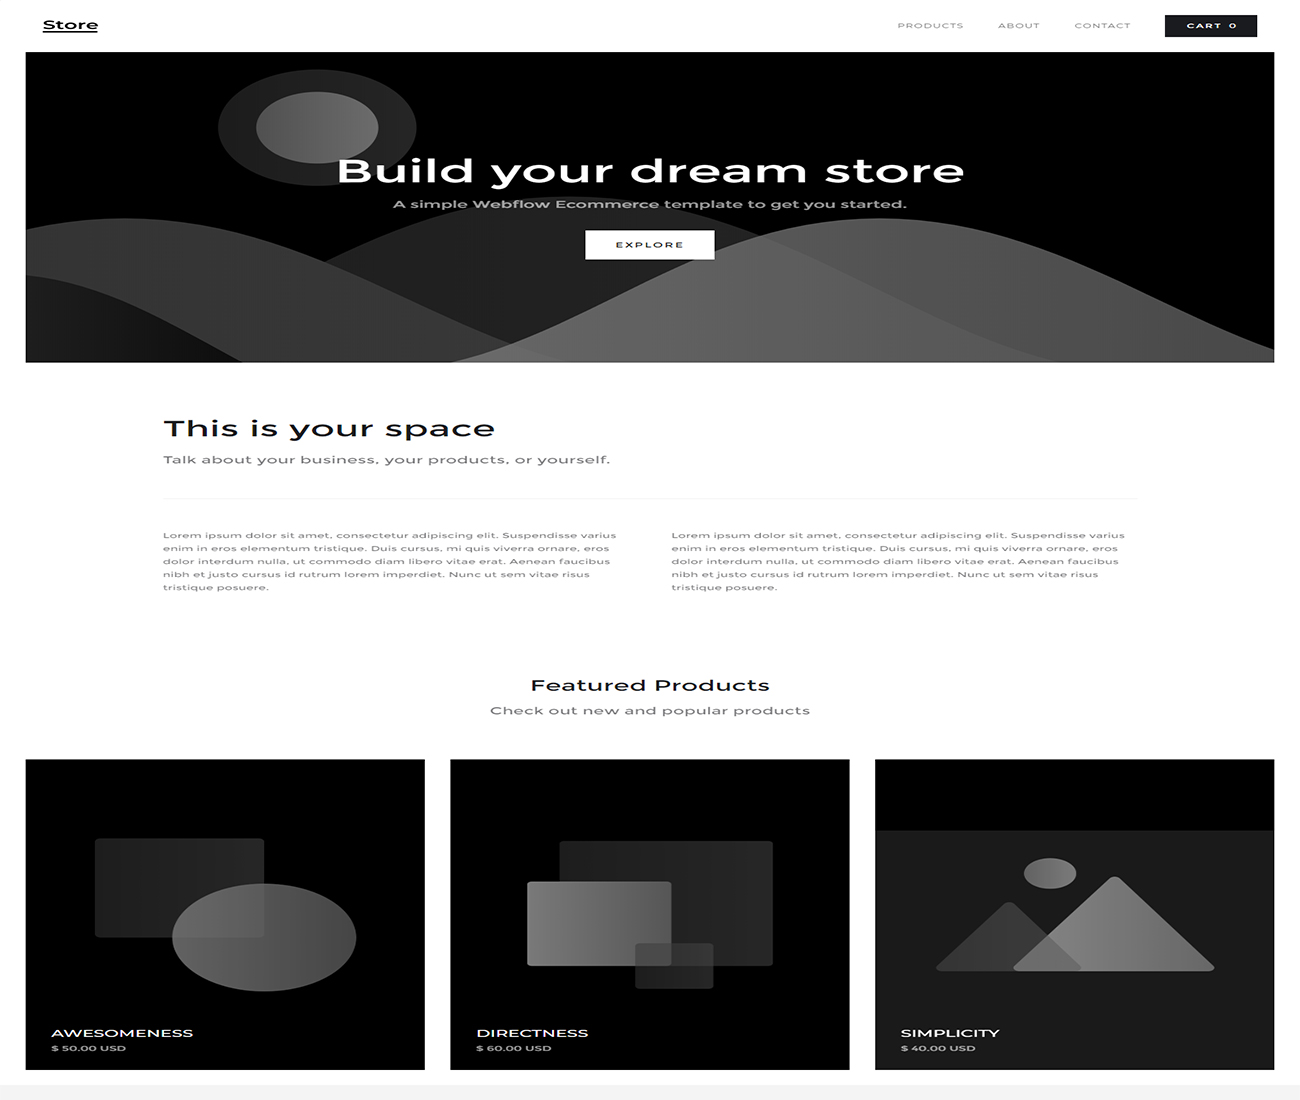 Store
PRODUCTS
ABOUT
CONTACT
CART 0
Build your dream store
A simple Webflow Ecommerce template to get you started.
EXPLORE
This is your space
Talk about your business, your products, or yourself.
Lorem ipsum dolor sit amet, consectetur adipiscing elit. Suspendisse varius
enim in eros elementum tristique. Duis cursus, mi quis viverra ornare, eros
dolor interdum nulla, ut commodo diam libero vitae erat. Aenean faucibus
nibh et justo cursus id rutrum lorem imperdiet. Nunc ut sem vitae risus
tristique posuere.
Lorem ipsum dolor sit amet, consectetur adipiscing elit. Suspendisse varius
enim in eros elementum tristique. Duis cursus, mi quis viverra ornare, eros
dolor interdum nulla, ut commodo diam libero vitae erat. Aenean faucibus
nibh et justo cursus id rutrum lorem imperdiet. Nunc ut sem vitae risus
tristique posuere.
Featured Products
Check out new and popular products
AWESOMENESS
$ 50.00 USD
DIRECTNESS
$ 60.00 USD
SIMPLICITY
$ 40.00 USD